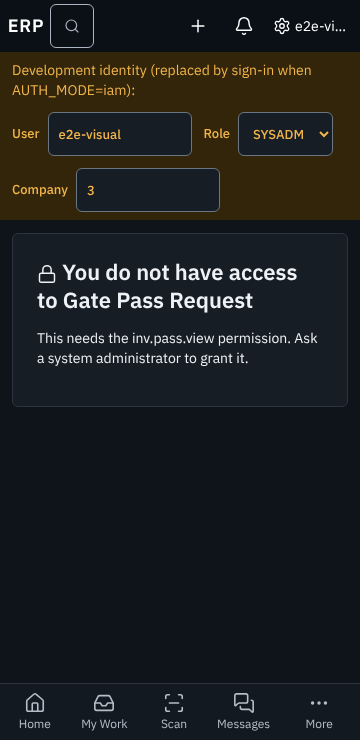 ERP
e2e-vi...
Development identity (replaced by sign-in when
AUTH_MODE=iam):
User e2e-visual Role SYSADM
Company 3
You do not have access
to Gate Pass Request
This needs the inv.pass.view permission. Ask
a system administrator to grant it.
Home My Work Scan Messages More